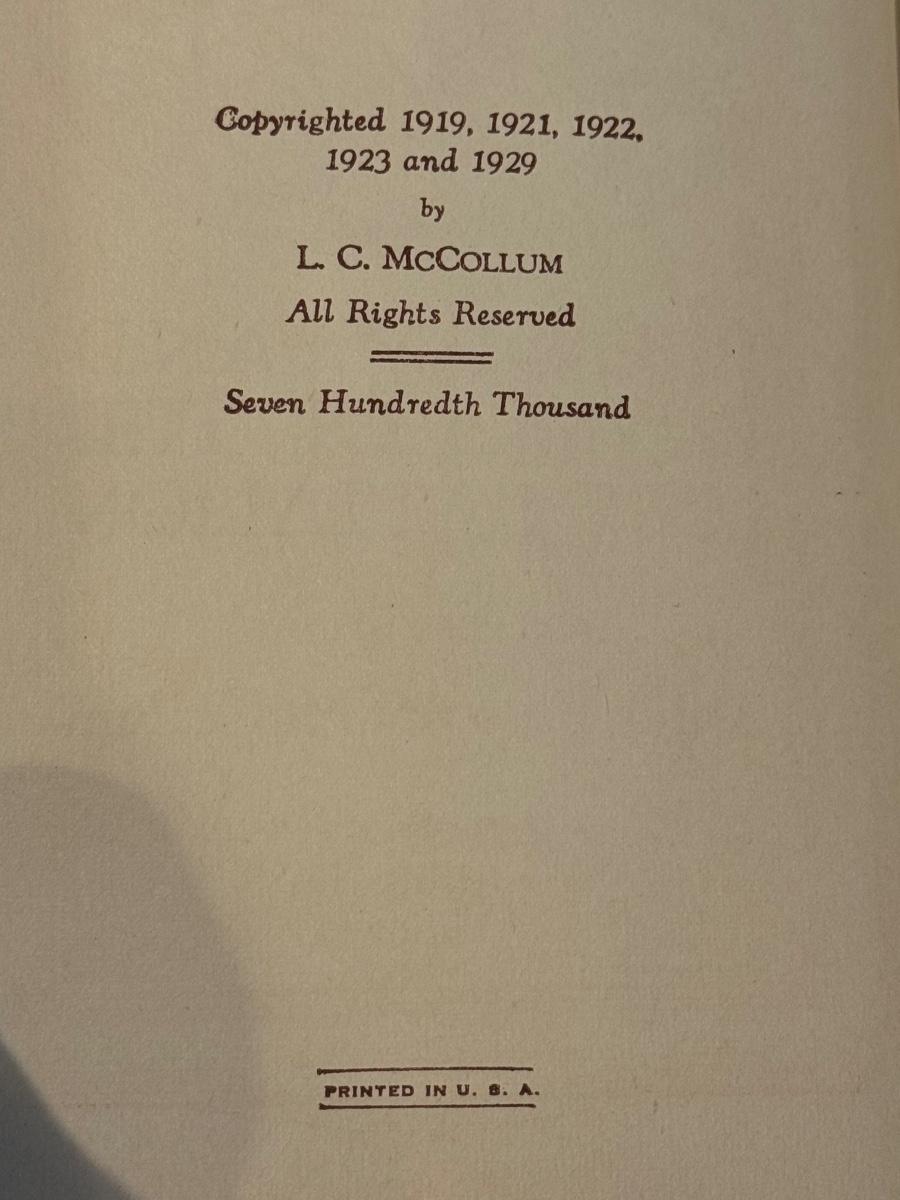 Copyrighted 1919, 1921, 1922,
1923 and 1929
by
L. C. McCOLLUM
All Rights Reserved
Seven Hundredth Thousand
PRINTED IN U. S. A.